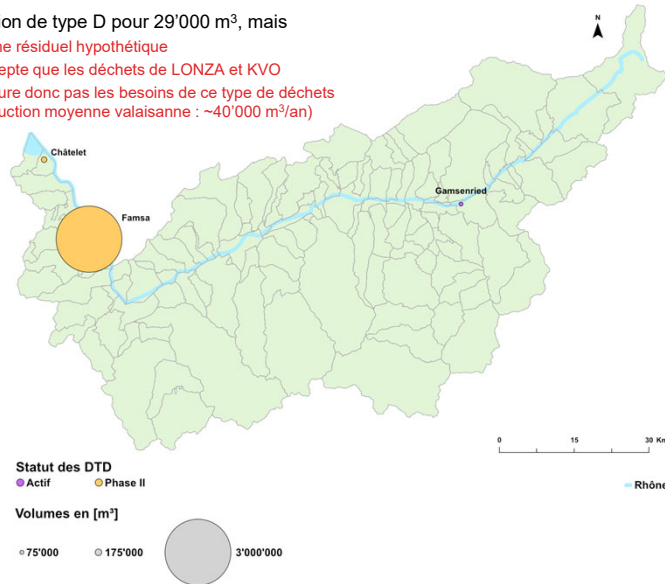 ion de type D pour 29’000 m³, mais
ne résiduel hypothétique
epte que les déchets de LONZA et KVO
ure donc pas les besoins de ce type de déchets
uction moyenne valaisanne : ~40’000 m³/an)
N
Châtelet
Gamsenried
Famsa
0 15 30 Km
Statut des DTD
Actif Phase II
Rhône
Volumes en [m³]
75'000 175'000 3'000'000